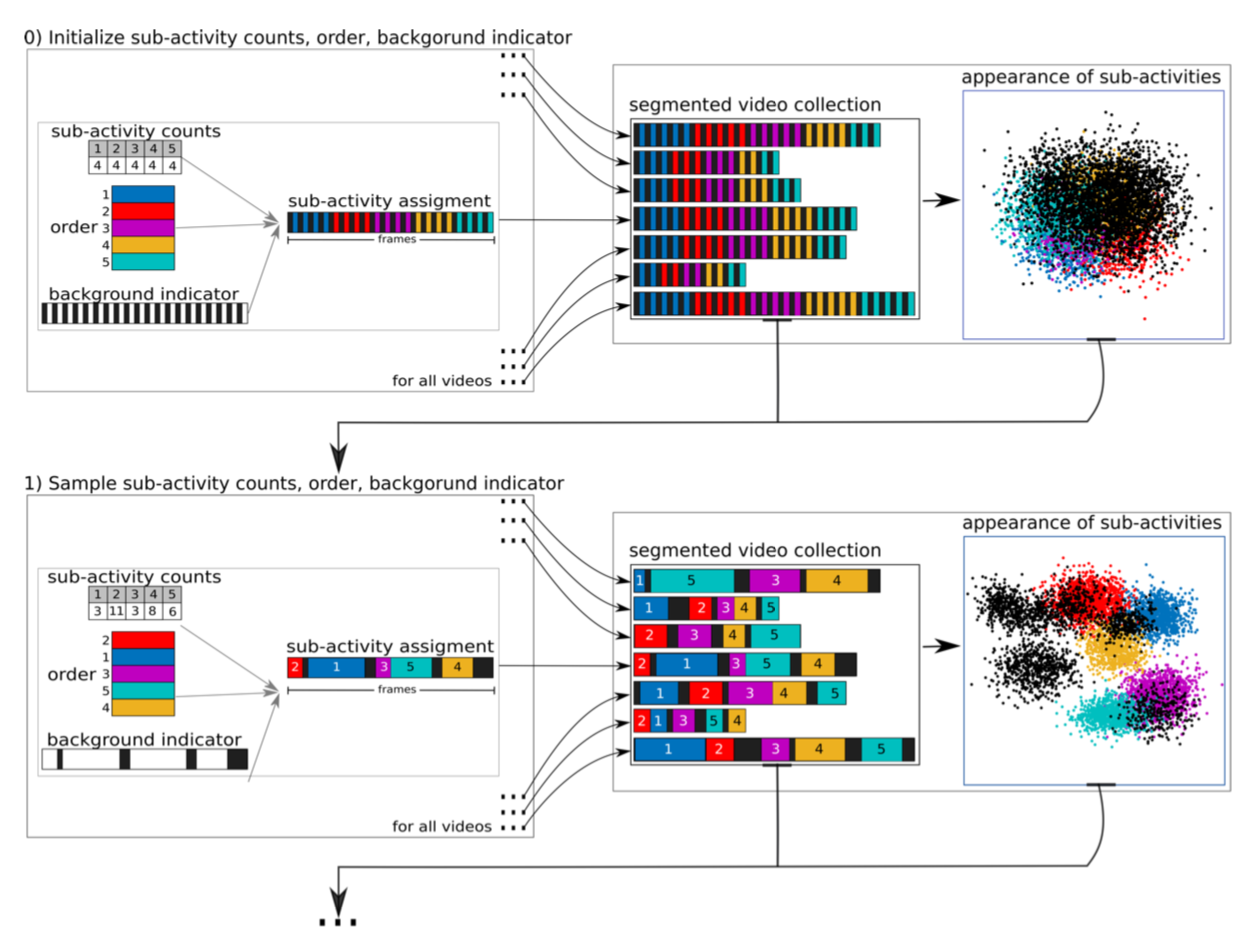 0) Initialize sub-activity counts, order, backgorund indicator
appearance of sub-activities
segmented video collection
sub-activity counts
1 2 3 4 5
4 4 4 4 4
sub-activity assigment
frames
order
1
2
3
4
5
background indicator
for all videos
1) Sample sub-activity counts, order, backgorund indicator
appearance of sub-activities
segmented video collection
sub-activity counts
1 2 3 4 5
3 11 3 8 6
sub-activity assigment
2 1 3 5 4
frames
order
2
1
3
5
4
background indicator
for all videos
1 5 3 4
1 2 3 4 5
2 3 4 5
2 1 3 5 4
1 2 3 4 5
2 1 3 5 4
1 2 3 4 5